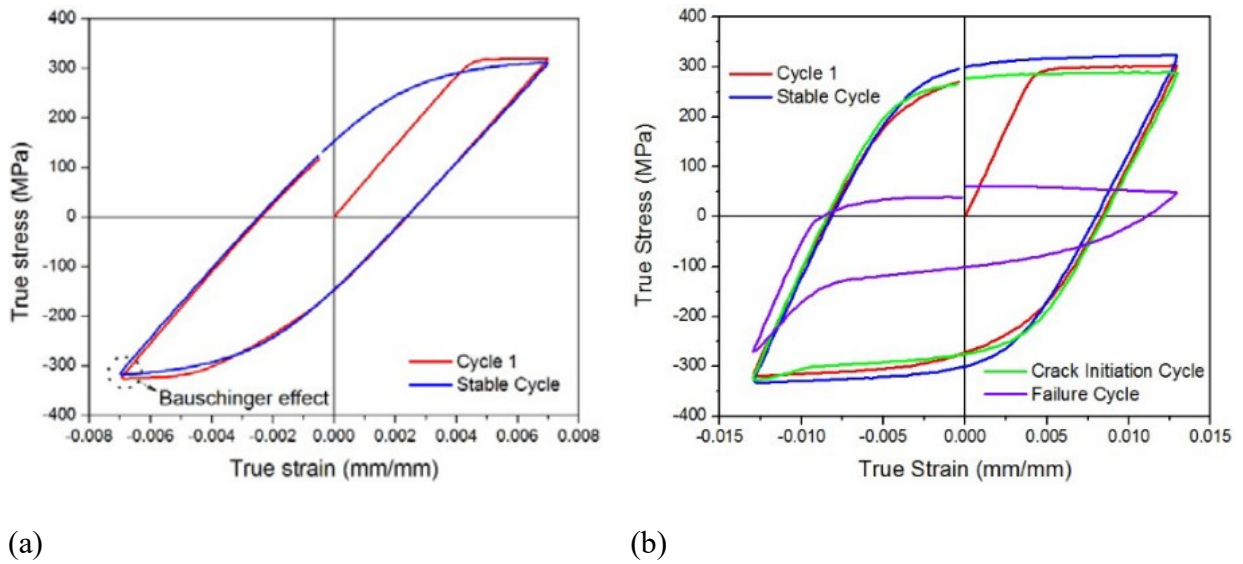 400
300
200
100
0
-100
-200
-300
-400
True stress (MPa)
Cycle 1
Stable Cycle
Bauschinger effect
-0.008 -0.006 -0.004 -0.002 0.000 0.002 0.004 0.006 0.008
True strain (mm/mm)
(a)
400
300
200
100
0
-100
-200
-300
-400
True Stress (MPa)
Cycle 1
Stable Cycle
Crack Initiation Cycle
Failure Cycle
-0.015 -0.010 -0.005 0.000 0.005 0.010 0.015
True Strain (mm/mm)
(b)